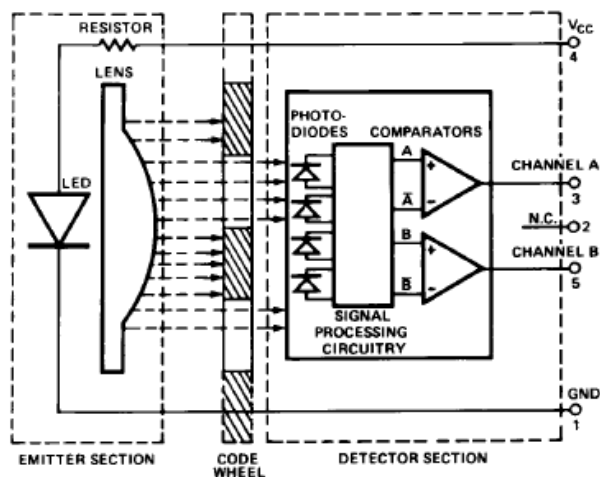 RESISTOR
LENS
LED
PHOTO-
DIODES
COMPARATORS
A
+
Ā
-
B
+
B̄
-
SIGNAL
PROCESSING
CIRCUITRY
VCC
4
CHANNEL A
3
N.C.
2
CHANNEL B
5
GND
1
EMITTER SECTION
CODE
WHEEL
DETECTOR SECTION